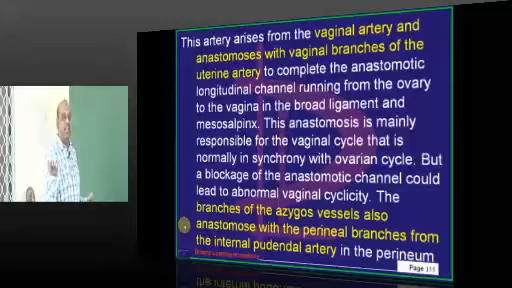 This artery arises from the vaginal artery and
anastomoses with vaginal branches of the
uterine artery to complete the anastomotic
longitudinal channel running from the ovary
to the vagina in the broad ligament and
mesosalpinx. This anastomosis is mainly
responsible for the vaginal cycle that is
normally in synchrony with ovarian cycle. But
a blockage of the anastomotic channel could
lead to abnormal vaginal cyclicity. The
branches of the azygos vessels also
anastomose with the perineal branches from
the internal pudendal artery in the perineum